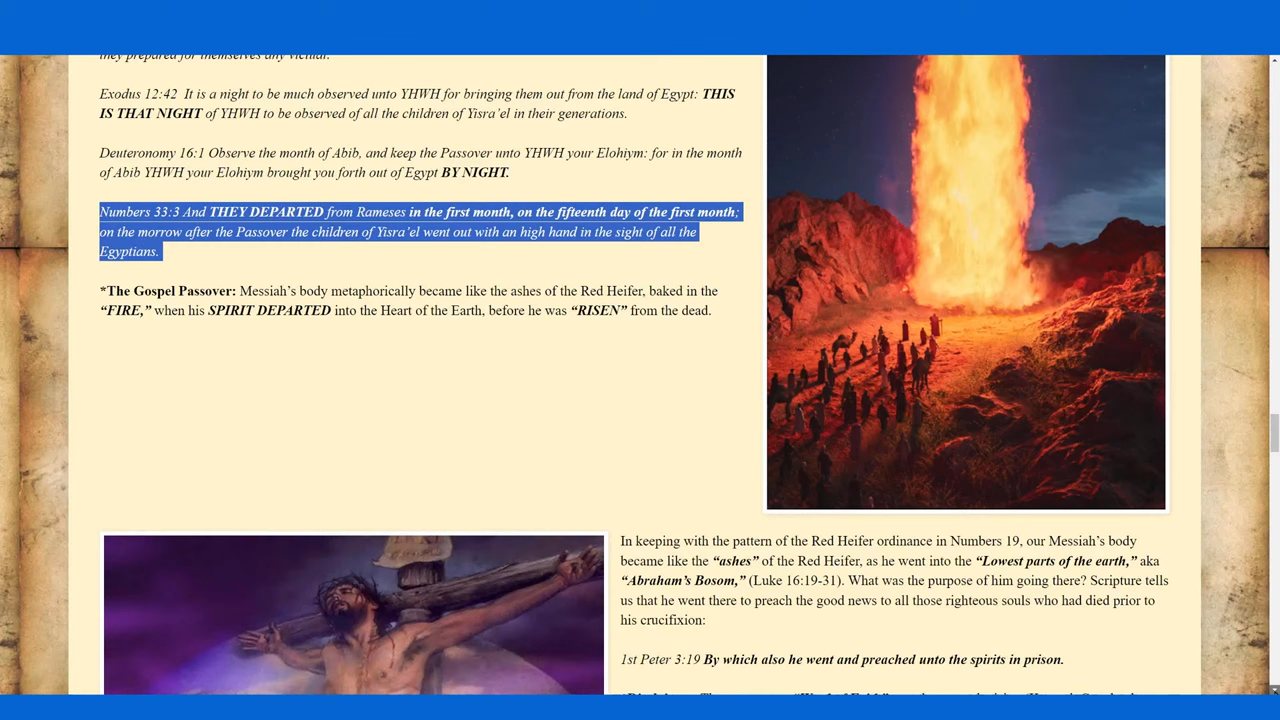 they prepared for themselves any victual.
Exodus 12:42  It is a night to be much observed unto YHWH for bringing them out from the land of Egypt: THIS
IS THAT NIGHT of YHWH to be observed of all the children of Yisra'el in their generations.
Deuteronomy 16:1 Observe the month of Abib, and keep the Passover unto YHWH your Elohiym: for in the month
of Abib YHWH your Elohiym brought you forth out of Egypt BY NIGHT.
Numbers 33:3 And THEY DEPARTED from Rameses in the first month, on the fifteenth day of the first month;
on the morrow after the Passover the children of Yisra'el went out with an high hand in the sight of all the
Egyptians.
*The Gospel Passover: Messiah's body metaphorically became like the ashes of the Red Heifer, baked in the
“FIRE,” when his SPIRIT DEPARTED into the Heart of the Earth, before he was “RISEN” from the dead.
In keeping with the pattern of the Red Heifer ordinance in Numbers 19, our Messiah's body
became like the “ashes” of the Red Heifer, as he went into the “Lowest parts of the earth,” aka
“Abraham's Bosom,” (Luke 16:19-31). What was the purpose of him going there? Scripture tells
us that he went there to preach the good news to all those righteous souls who had died prior to
his crucifixion:
1st Peter 3:19 By which also he went and preached unto the spirits in prison.